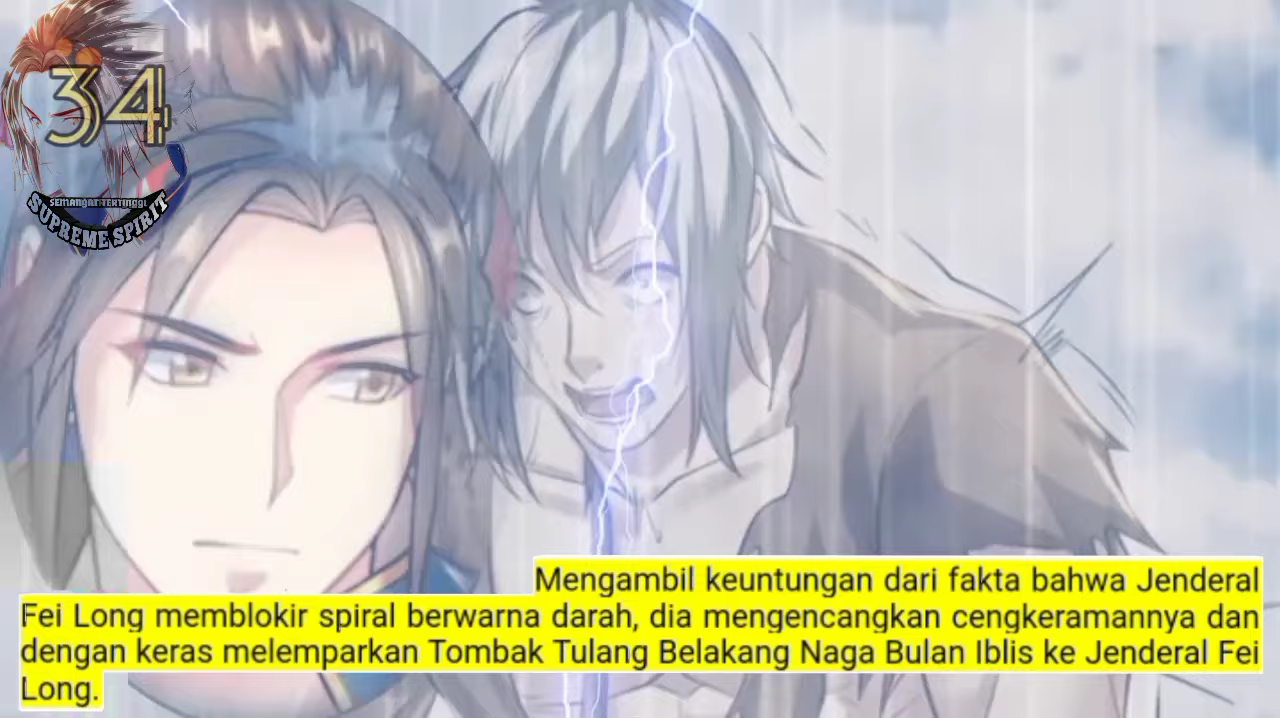 34
SEMANGAT TERTINGGI
SUPREME SPIRIT
Mengambil keuntungan dari fakta bahwa Jenderal
Fei Long memblokir spiral berwarna darah, dia mengencangkan cengkeramannya dan
dengan keras melemparkan Tombak Tulang Belakang Naga Bulan Iblis ke Jenderal Fei
Long.